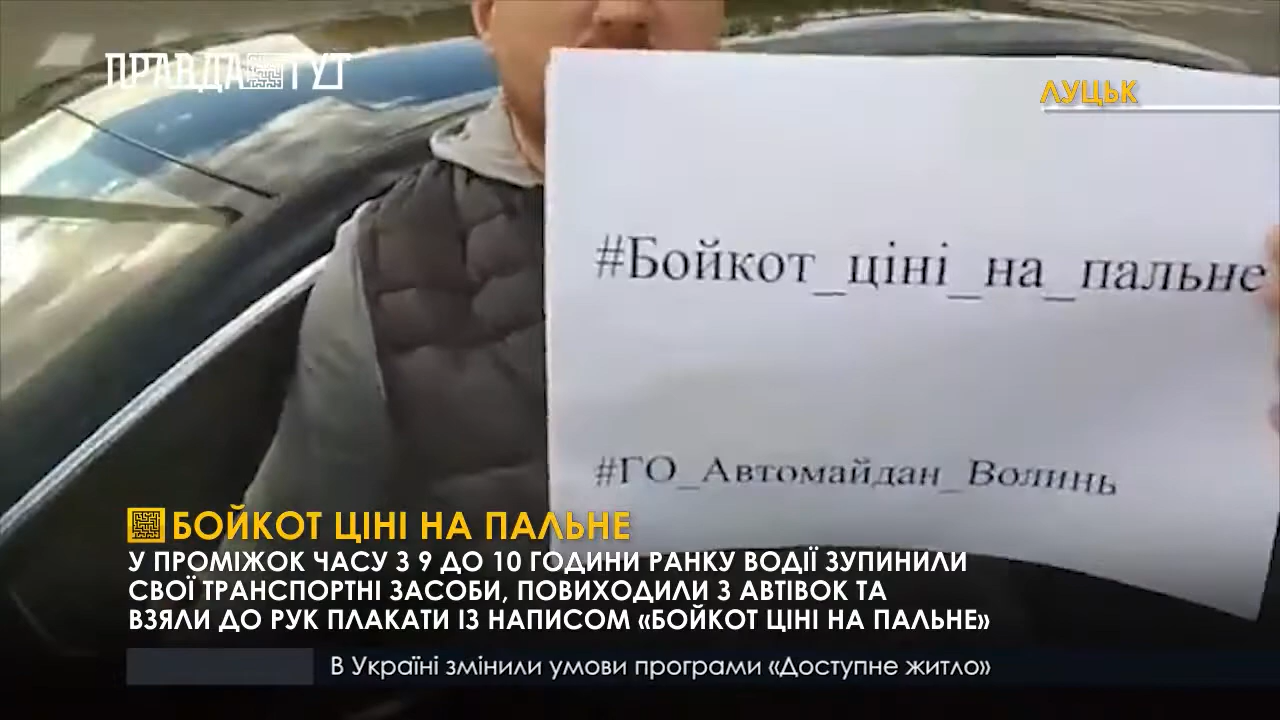 ПРАВДА ТУТ
ЛУЦЬК
#Бойкот_ціні_на_пальне
#ГО_Автомайдан_Волинь
БОЙКОТ ЦІНІ НА ПАЛЬНЕ
У ПРОМІЖОК ЧАСУ З 9 ДО 10 ГОДИНИ РАНКУ ВОДІЇ ЗУПИНИЛИ
СВОЇ ТРАНСПОРТНІ ЗАСОБИ, ПОВИХОДИЛИ З АВТІВОК ТА
ВЗЯЛИ ДО РУК ПЛАКАТИ ІЗ НАПИСОМ «БОЙКОТ ЦІНІ НА ПАЛЬНЕ»
В Україні змінили умови програми «Доступне житло»